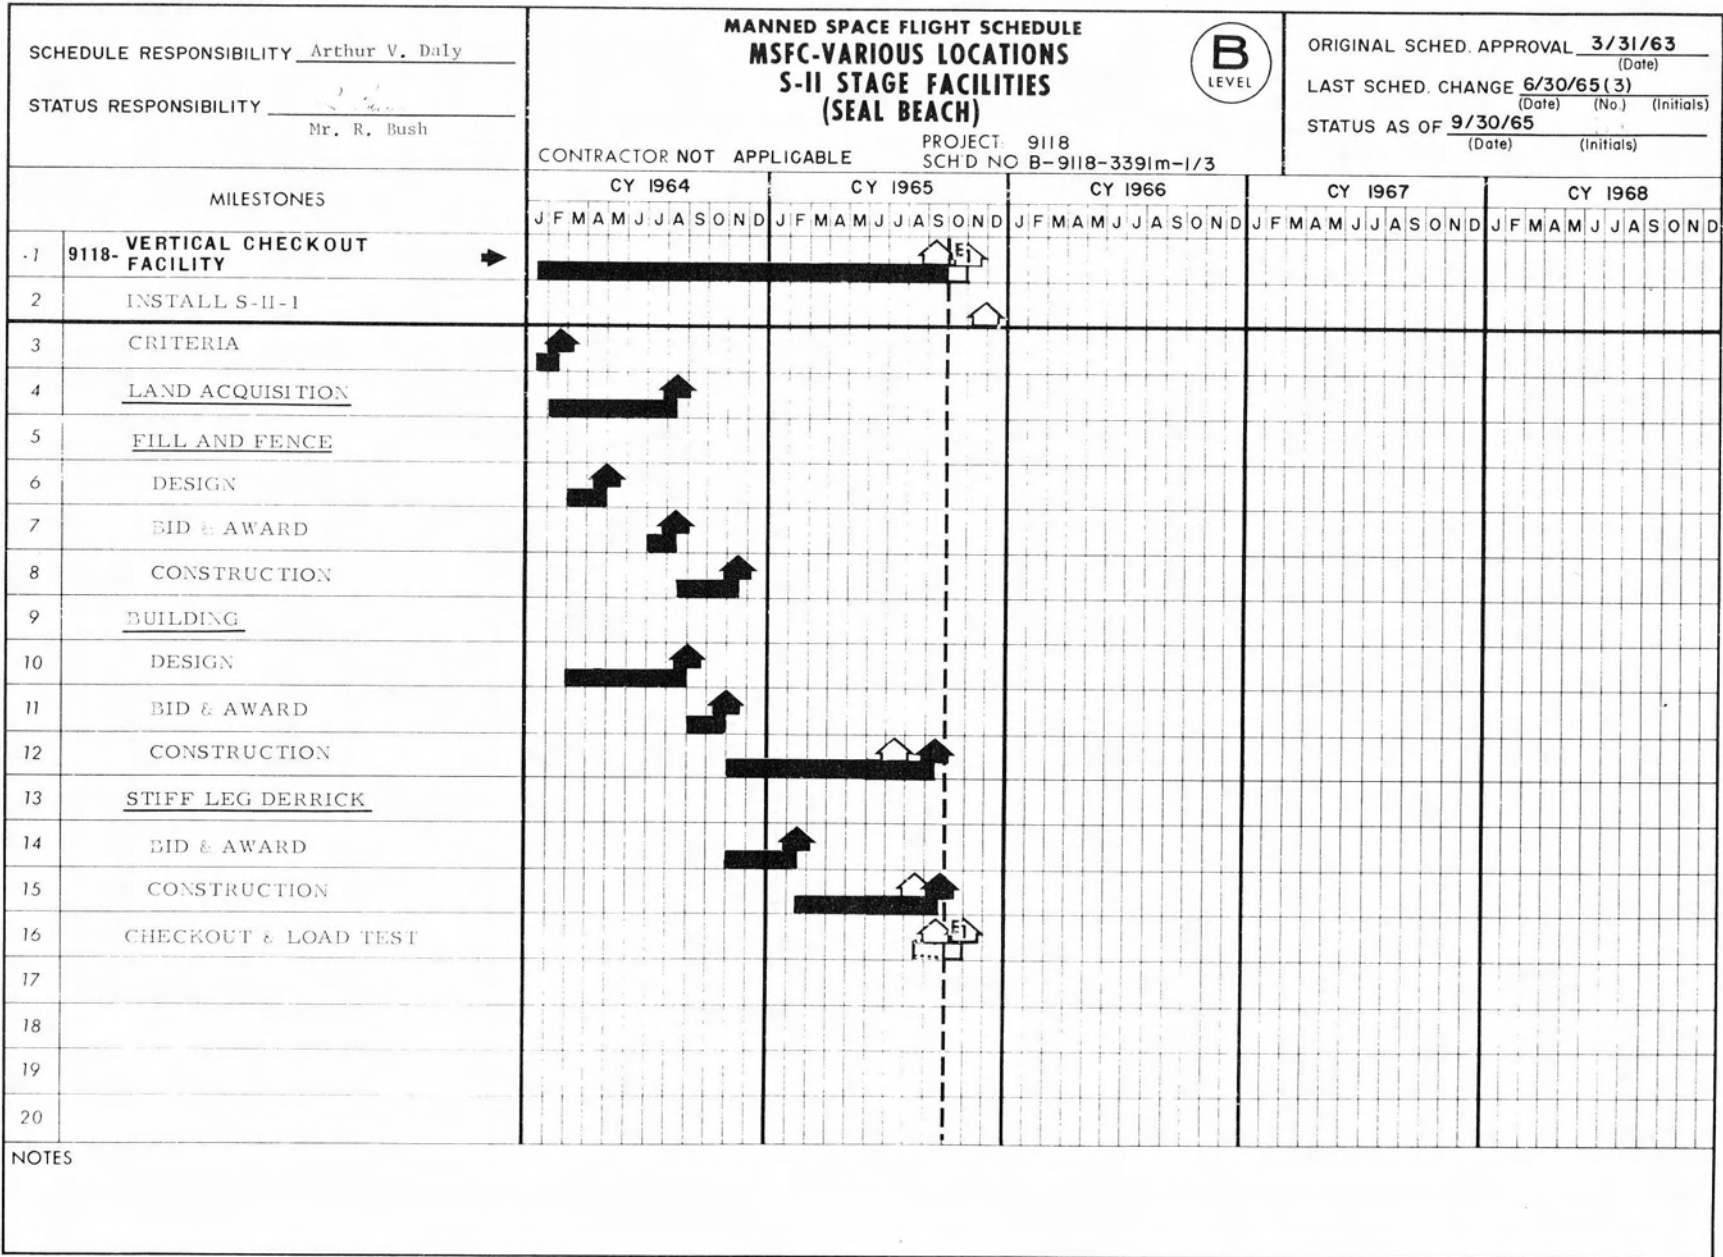 SCHEDULE RESPONSIBILITY Arthur V. Daly
STATUS RESPONSIBILITY
Mr. R. Bush
MANNED SPACE FLIGHT SCHEDULE
MSFC-VARIOUS LOCATIONS
S-II STAGE FACILITIES
(SEAL BEACH)
CONTRACTOR NOT APPLICABLE
PROJECT: 9118
SCH'D NO B-9118-3391m-1/3
B
LEVEL
ORIGINAL SCHED. APPROVAL 3/31/63
(Date)
LAST SCHED. CHANGE 6/30/65(3)
(Date) (No.) (Initials)
STATUS AS OF 9/30/65
(Date) (Initials)
MILESTONES
CY 1964 CY 1965 CY 1966 CY 1967 CY 1968
J F M A M J J A S O N D J F M A M J J A S O N D J F M A M J J A S O N D J F M A M J J A S O N D J F M A M J J A S O N D
.1 9118- VERTICAL CHECKOUT
FACILITY
E1
2 INSTALL S-II-1
3 CRITERIA
4 LAND ACQUISITION
5 FILL AND FENCE
6 DESIGN
7 BID & AWARD
8 CONSTRUCTION
9 BUILDING
10 DESIGN
11 BID & AWARD
12 CONSTRUCTION
13 STIFF LEG DERRICK
14 BID & AWARD
15 CONSTRUCTION
16 CHECKOUT & LOAD TEST E1
17
18
19
20
NOTES